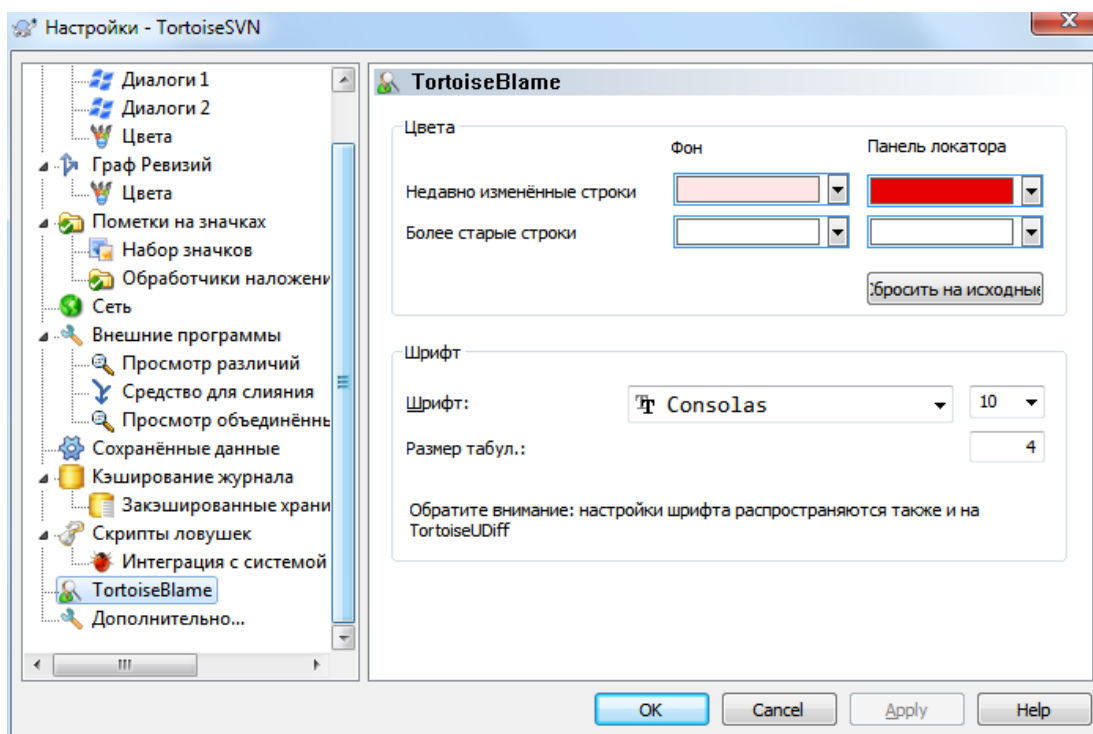 Настройки - TortoiseSVN
Диалоги 1
Диалоги 2
Цвета
Граф Ревизий
Цвета
Пометки на значках
Набор значков
Обработчики наложени
Сеть
Внешние программы
Просмотр различий
Средство для слияния
Просмотр объединённь
Сохранённые данные
Кэширование журнала
Закэшированные храни
Скрипты ловушек
Интеграция с системой
TortoiseBlame
Дополнительно...
TortoiseBlame
Цвета
Фон Панель локатора
Недавно изменённые строки
Более старые строки
Сбросить на исходные
Шрифт
Шрифт: Consolas 10
Размер табул.: 4
Обратите внимание: настройки шрифта распространяются также и на
TortoiseUDiff
OK Cancel Apply Help